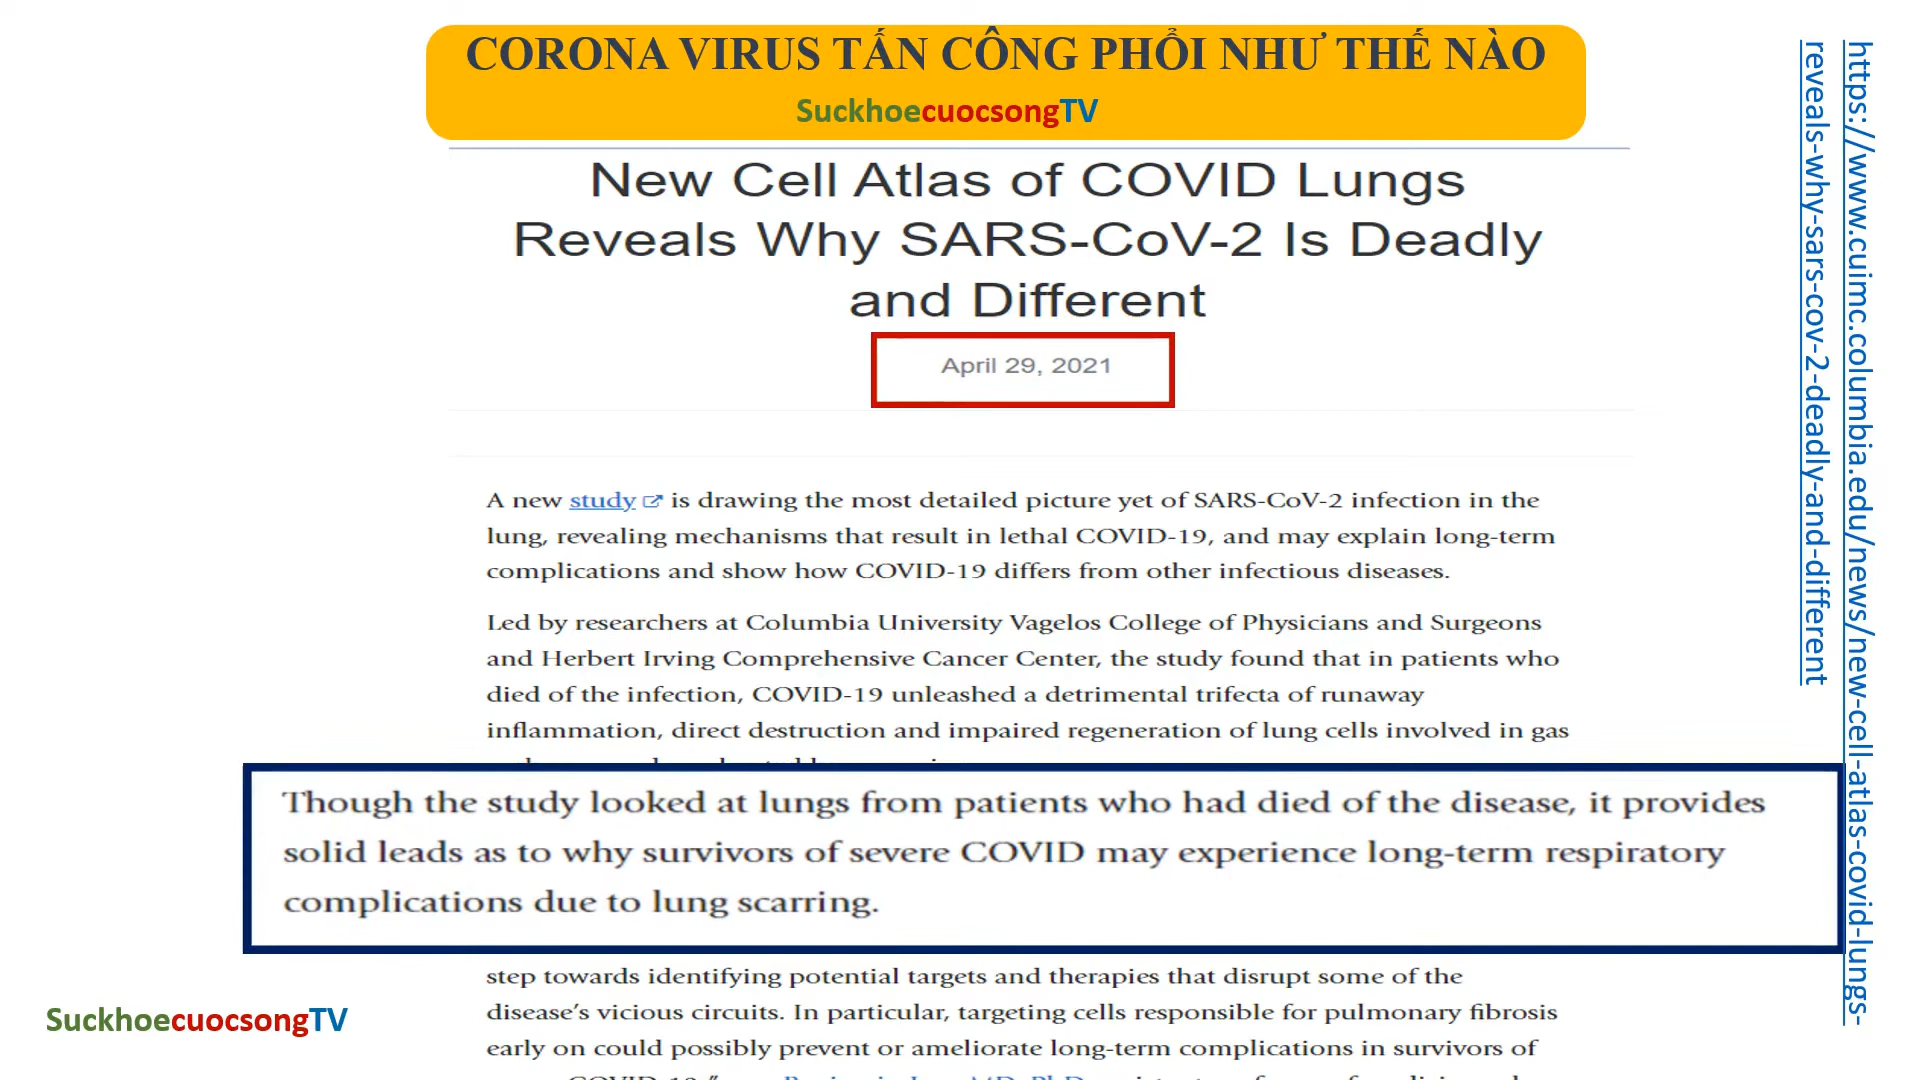 CORONA VIRUS TẤN CÔNG PHỔI NHƯ THẾ NÀO
SuckhoecuocsongTV
New Cell Atlas of COVID Lungs
Reveals Why SARS-CoV-2 Is Deadly
and Different
April 29, 2021
A new study is drawing the most detailed picture yet of SARS-CoV-2 infection in the
lung, revealing mechanisms that result in lethal COVID-19, and may explain long-term
complications and show how COVID-19 differs from other infectious diseases.
Led by researchers at Columbia University Vagelos College of Physicians and Surgeons
and Herbert Irving Comprehensive Cancer Center, the study found that in patients who
died of the infection, COVID-19 unleashed a detrimental trifecta of runaway
inflammation, direct destruction and impaired regeneration of lung cells involved in gas
Though the study looked at lungs from patients who had died of the disease, it provides
solid leads as to why survivors of severe COVID may experience long-term respiratory
complications due to lung scarring.
step towards identifying potential targets and therapies that disrupt some of the
disease's vicious circuits. In particular, targeting cells responsible for pulmonary fibrosis
early on could possibly prevent or ameliorate long-term complications in survivors of
SuckhoecuocsongTV
https://www.cuimc.columbia.edu/news/new-cell-atlas-covid-lungs-
reveals-why-sars-cov-2-deadly-and-different